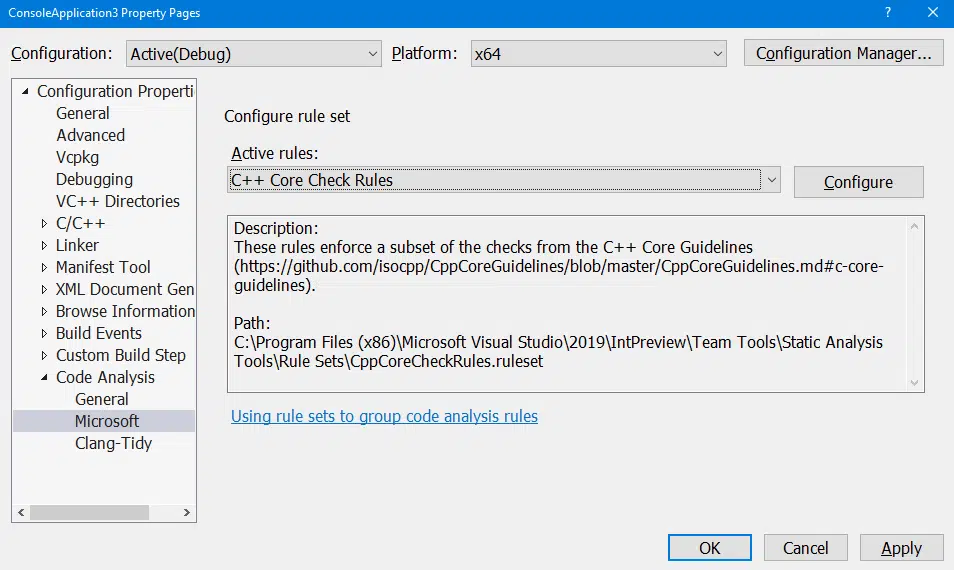 ConsoleApplication3 Property Pages
Configuration: Active(Debug) Platform: x64 Configuration Manager...
Configuration Properti
General
Advanced
Vcpkg
Debugging
VC++ Directories
C/C++
Linker
Manifest Tool
XML Document Gen
Browse Information
Build Events
Custom Build Step
Code Analysis
General
Microsoft
Clang-Tidy
Configure rule set
Active rules:
C++ Core Check Rules Configure
Description:
These rules enforce a subset of the checks from the C++ Core Guidelines
(https://github.com/isocpp/CppCoreGuidelines/blob/master/CppCoreGuidelines.md#c-core-
guidelines).
Path:
C:\Program Files (x86)\Microsoft Visual Studio\2019\IntPreview\Team Tools\Static Analysis
Tools\Rule Sets\CppCoreCheckRules.ruleset
Using rule sets to group code analysis rules
OK Cancel Apply